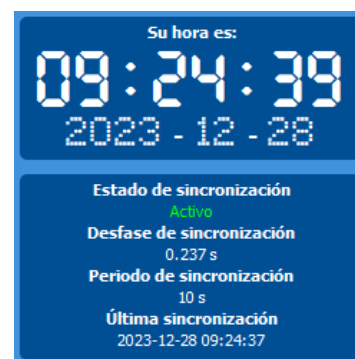 Su hora es:
09:24:39
2023 - 12 - 28
Estado de sincronización
Activo
Desfase de sincronización
0.237 s
Periodo de sincronización
10 s
Última sincronización
2023-12-28 09:24:37